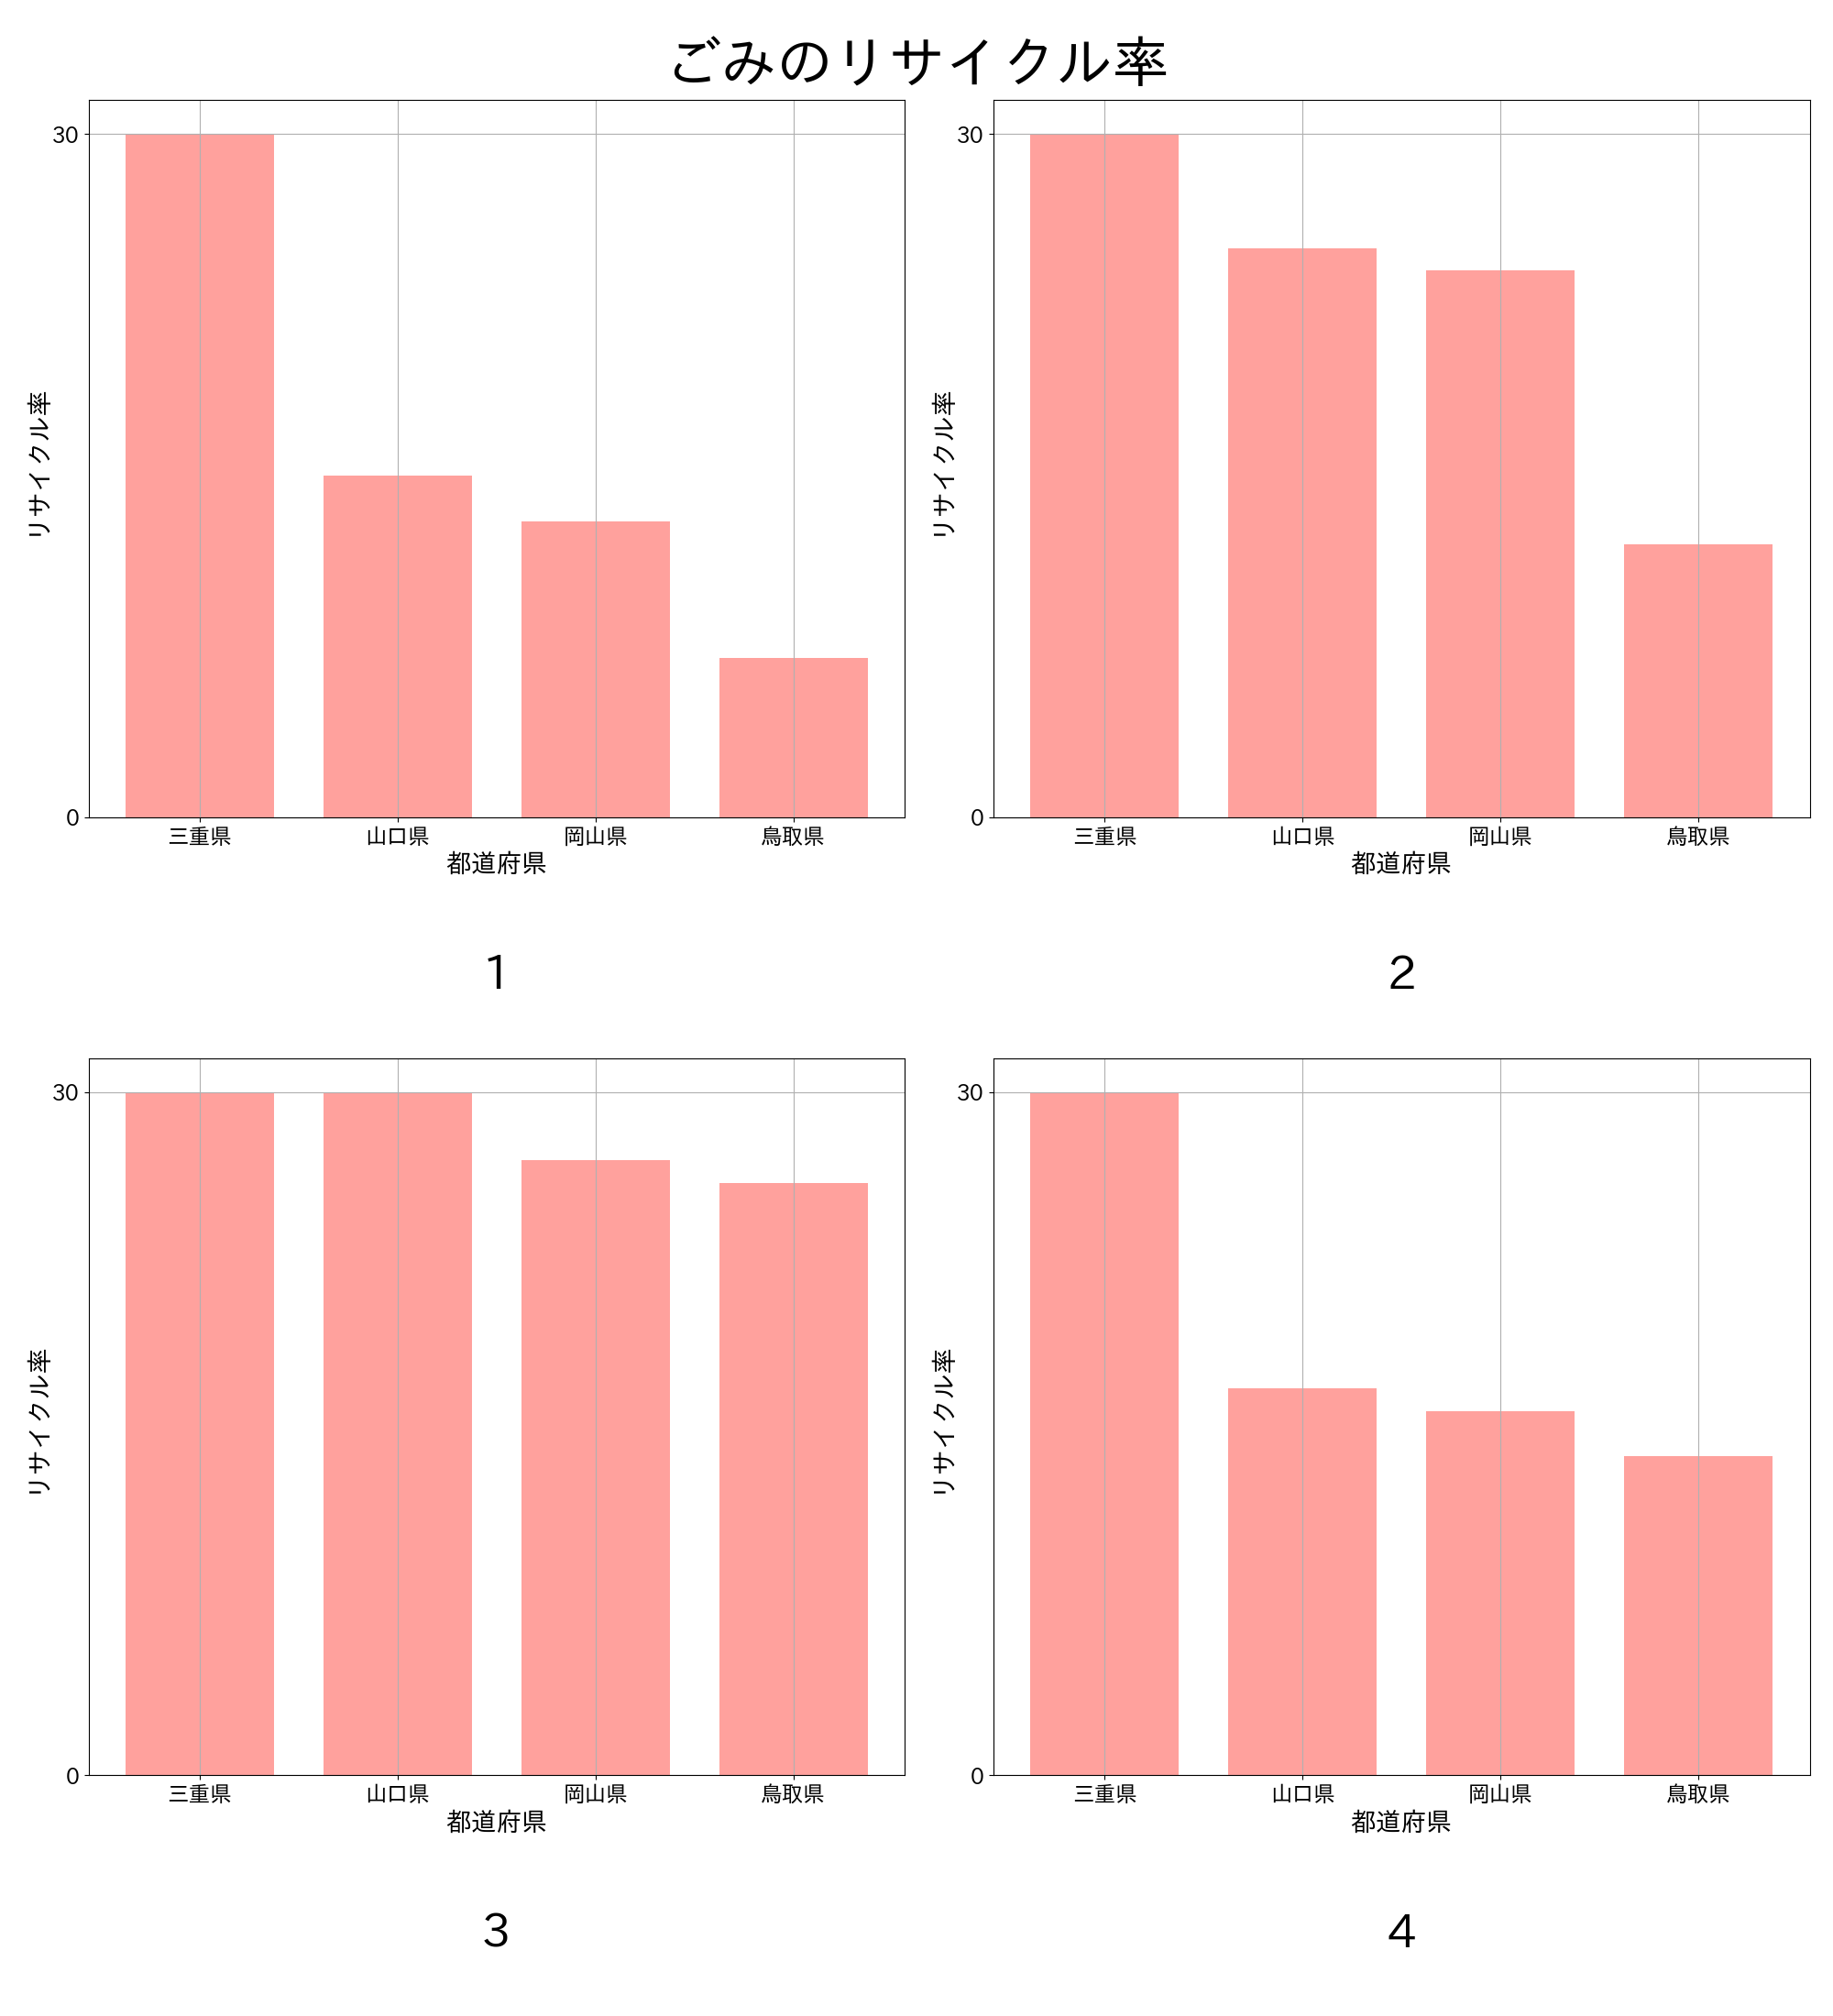 ごみのリサイクル率
30
0
リサイクル率
三重県 山口県 岡山県 鳥取県
都道府県
1
30
0
リサイクル率
三重県 山口県 岡山県 鳥取県
都道府県
2
30
0
リサイクル率
三重県 山口県 岡山県 鳥取県
都道府県
3
30
0
リサイクル率
三重県 山口県 岡山県 鳥取県
都道府県
4